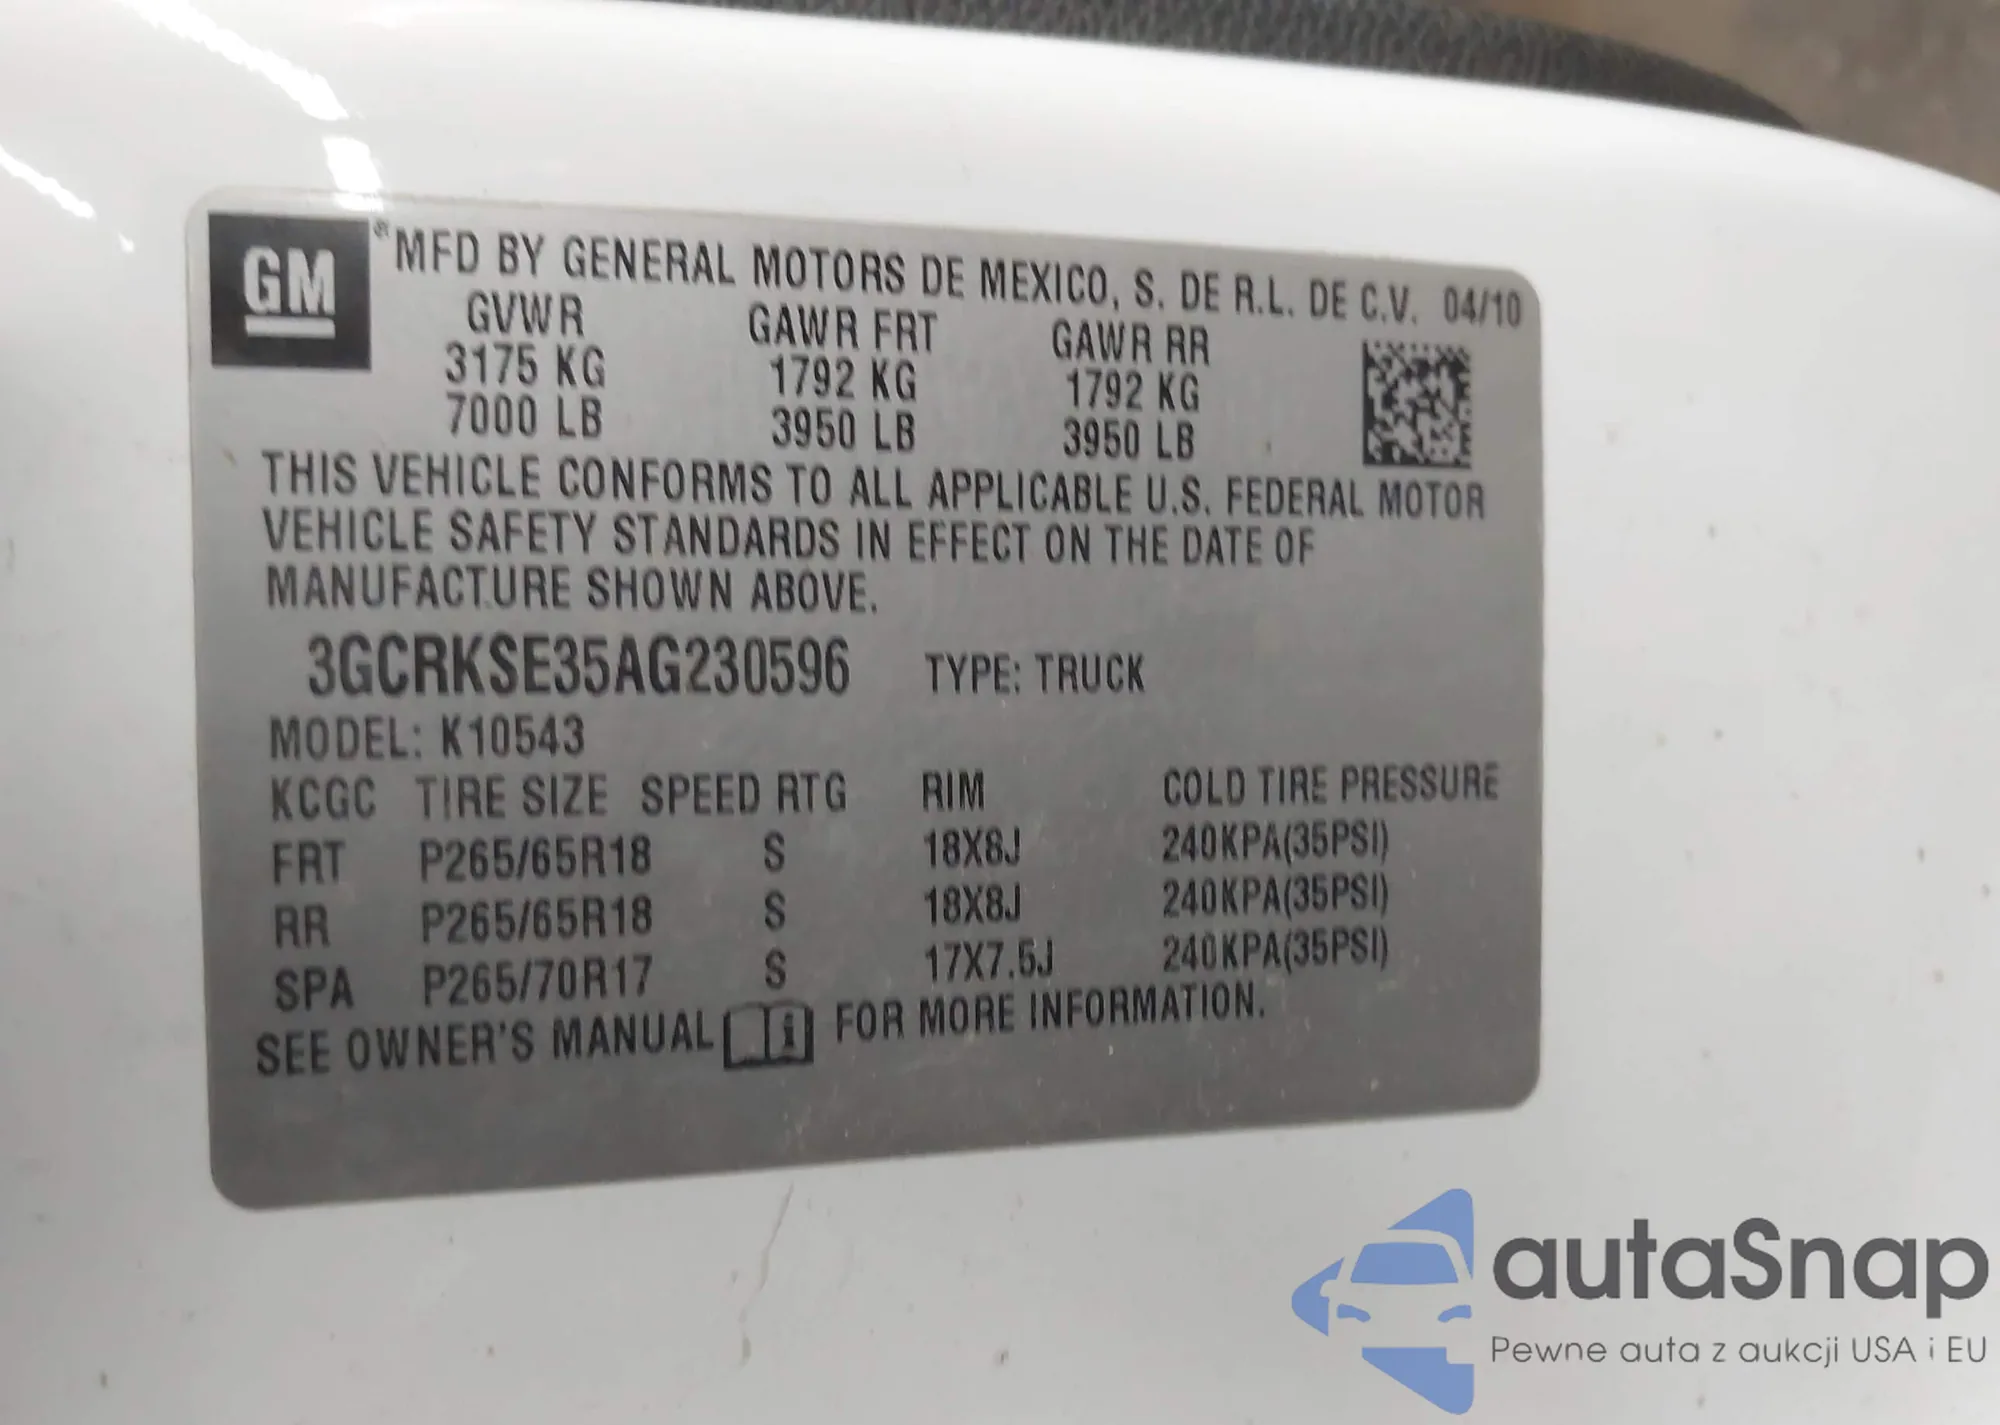 GM
® MFD BY GENERAL MOTORS DE MEXICO, S. DE R.L. DE C.V. 04/10
GVWR GAWR FRT GAWR RR
3175 KG 1792 KG 1792 KG
7000 LB 3950 LB 3950 LB
THIS VEHICLE CONFORMS TO ALL APPLICABLE U.S. FEDERAL MOTOR
VEHICLE SAFETY STANDARDS IN EFFECT ON THE DATE OF
MANUFACTURE SHOWN ABOVE.
3GCRKSE35AG230596 TYPE: TRUCK
MODEL: K10543
KCGC TIRE SIZE SPEED RTG RIM COLD TIRE PRESSURE
FRT P265/65R18 S 18X8J 240KPA(35PSI)
RR P265/65R18 S 18X8J 240KPA(35PSI)
SPA P265/70R17 S 17X7.5J 240KPA(35PSI)
SEE OWNER'S MANUAL i FOR MORE INFORMATION.
autaSnap
Pewne auta z aukcji USA i EU